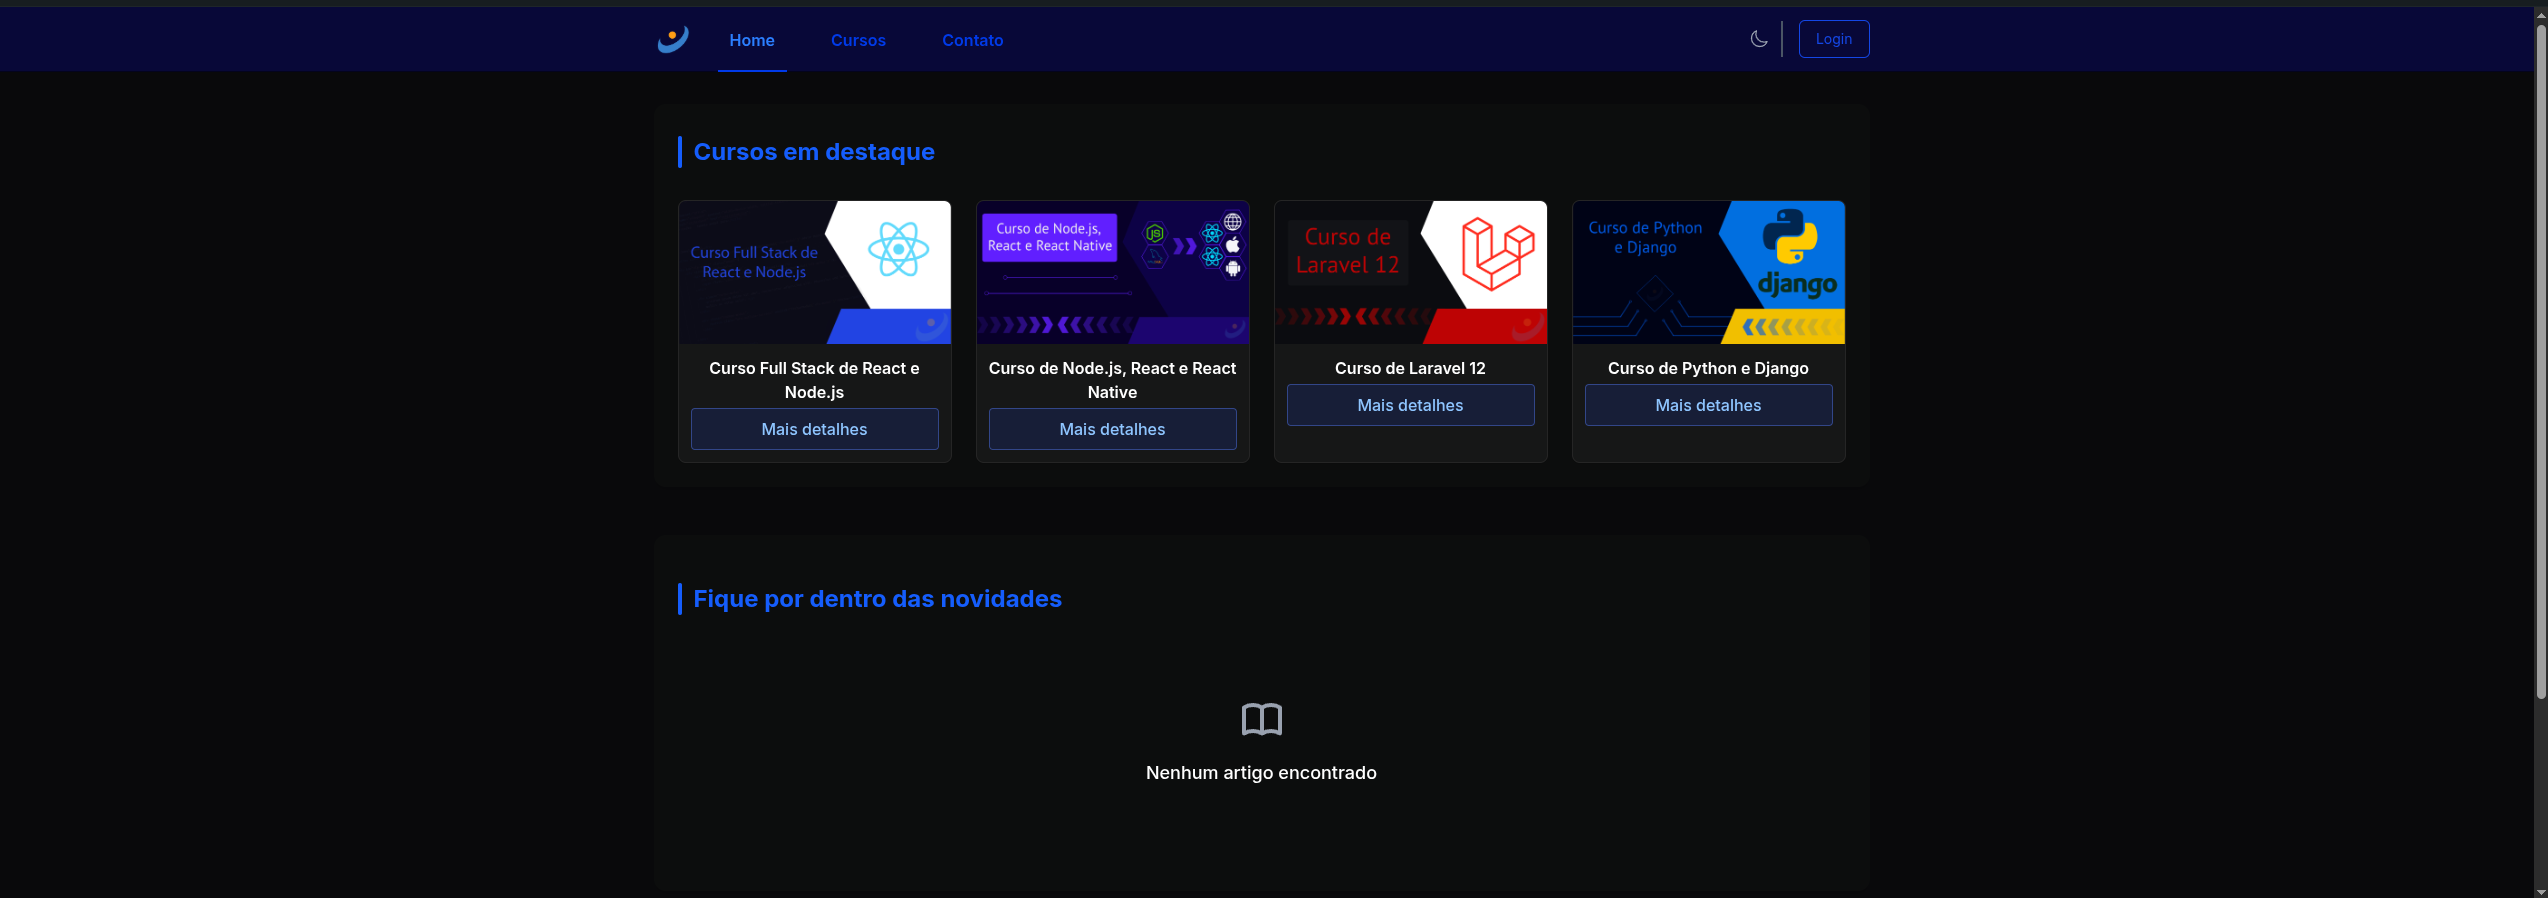 Home
Cursos
Contato
Login
Cursos em destaque
Curso Full Stack de
React e Node.js
Curso de Node.js,
React e React Native
JS
Curso de
Laravel 12
Curso de Python
e Django
django
Curso Full Stack de React e
Node.js
Mais detalhes
Curso de Node.js, React e React
Native
Mais detalhes
Curso de Laravel 12
Mais detalhes
Curso de Python e Django
Mais detalhes
Fique por dentro das novidades
Nenhum artigo encontrado